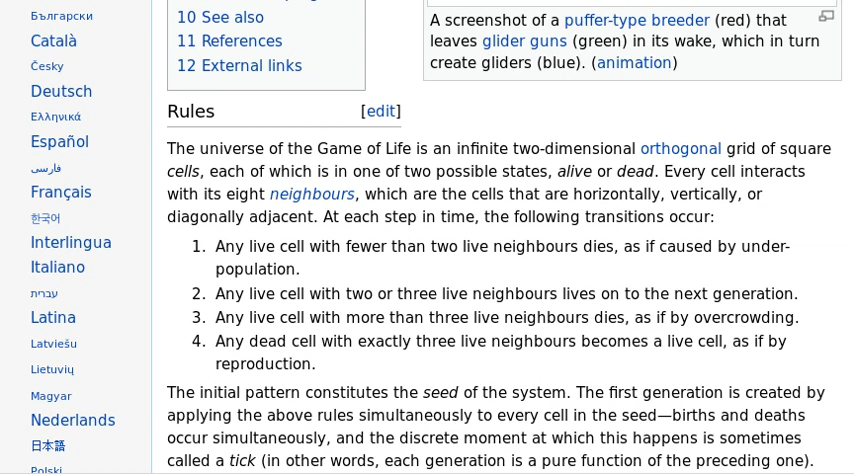 Български
Català
Česky
Deutsch
Ελληνικά
Español
فارسی
Français
한국어
Interlingua
Italiano
עברית
Latina
Latviešu
Lietuvių
Magyar
Nederlands
日本語
Polski
10 See also
11 References
12 External links
A screenshot of a puffer-type breeder (red) that
leaves glider guns (green) in its wake, which in turn
create gliders (blue). (animation)
Rules [edit]
The universe of the Game of Life is an infinite two-dimensional orthogonal grid of square
cells, each of which is in one of two possible states, alive or dead. Every cell interacts
with its eight neighbours, which are the cells that are horizontally, vertically, or
diagonally adjacent. At each step in time, the following transitions occur:
1. Any live cell with fewer than two live neighbours dies, as if caused by under-
population.
2. Any live cell with two or three live neighbours lives on to the next generation.
3. Any live cell with more than three live neighbours dies, as if by overcrowding.
4. Any dead cell with exactly three live neighbours becomes a live cell, as if by
reproduction.
The initial pattern constitutes the seed of the system. The first generation is created by
applying the above rules simultaneously to every cell in the seed—births and deaths
occur simultaneously, and the discrete moment at which this happens is sometimes
called a tick (in other words, each generation is a pure function of the preceding one).